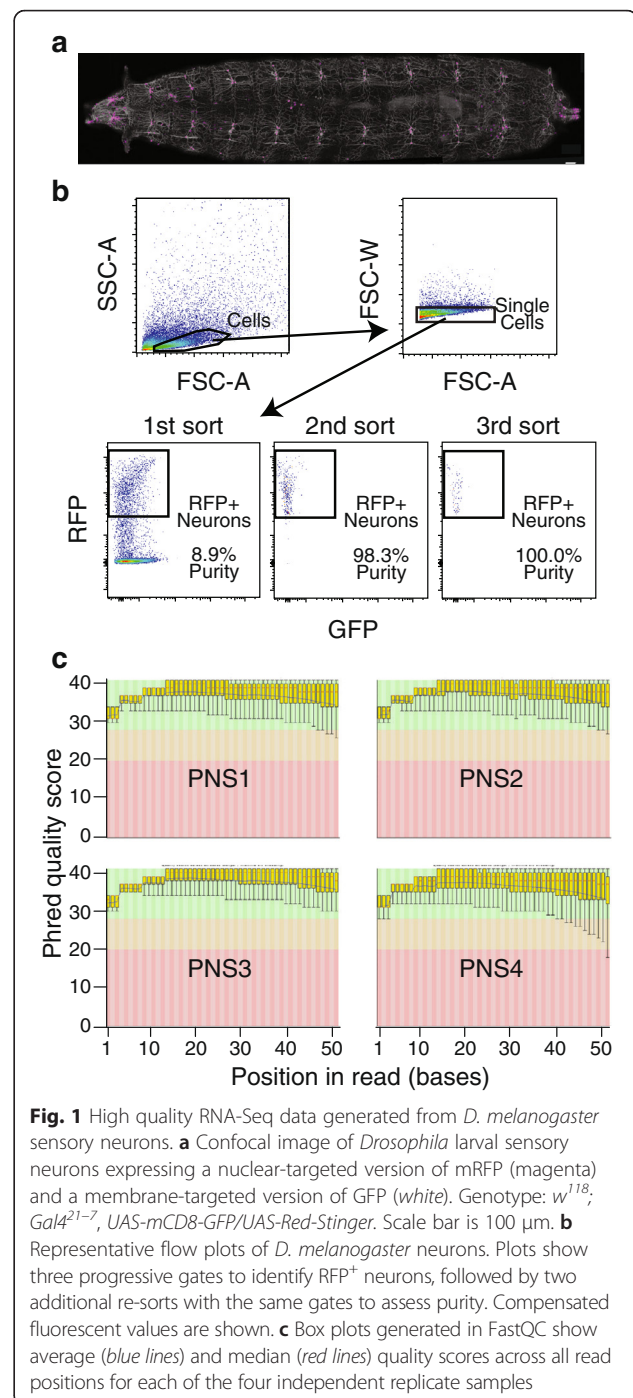 a
b
SSC-A
Cells
FSC-A
FSC-W
Single
Cells
FSC-A
1st sort
2nd sort
3rd sort
RFP
RFP+
Neurons
8.9%
Purity
RFP+
Neurons
98.3%
Purity
RFP+
Neurons
100.0%
Purity
GFP
c
Phred quality score
40
30
20
10
0
PNS1
PNS2
40
30
20
10
0
PNS3
PNS4
1 10 20 30 40 50
1 10 20 30 40 50
Position in read (bases)
Fig. 1 High quality RNA-Seq data generated from D. melanogaster
sensory neurons. a Confocal image of Drosophila larval sensory
neurons expressing a nuclear-targeted version of mRFP (magenta)
and a membrane-targeted version of GFP (white). Genotype: w¹¹⁸;
Gal4²¹⁻⁷, UAS-mCD8-GFP/UAS-Red-Stinger. Scale bar is 100 μm. b
Representative flow plots of D. melanogaster neurons. Plots show
three progressive gates to identify RFP⁺ neurons, followed by two
additional re-sorts with the same gates to assess purity. Compensated
fluorescent values are shown. c Box plots generated in FastQC show
average (blue lines) and median (red lines) quality scores across all read
positions for each of the four independent replicate samples